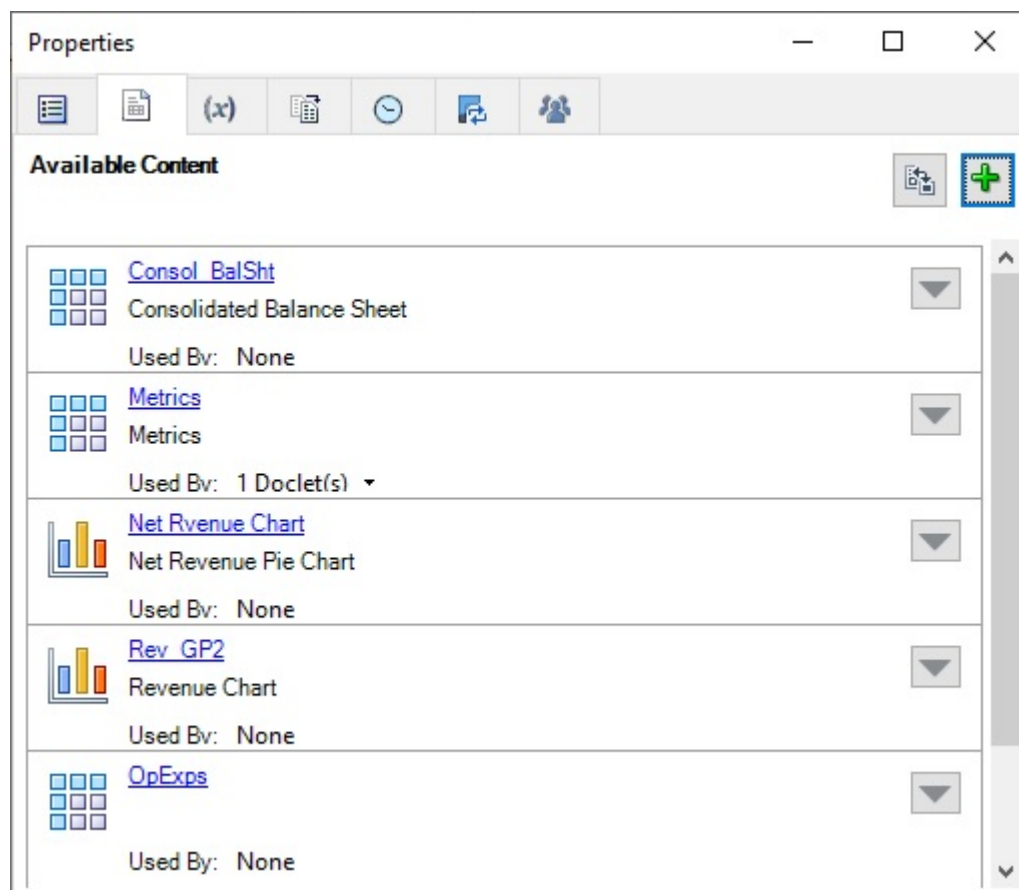 Properties
(x)
Available Content
Consol_BalSht
Consolidated Balance Sheet
Used By: None
Metrics
Metrics
Used By: 1 Doclet(s)
Net Rvenue Chart
Net Revenue Pie Chart
Used By: None
Rev_GP2
Revenue Chart
Used By: None
OpExps
Used By: None